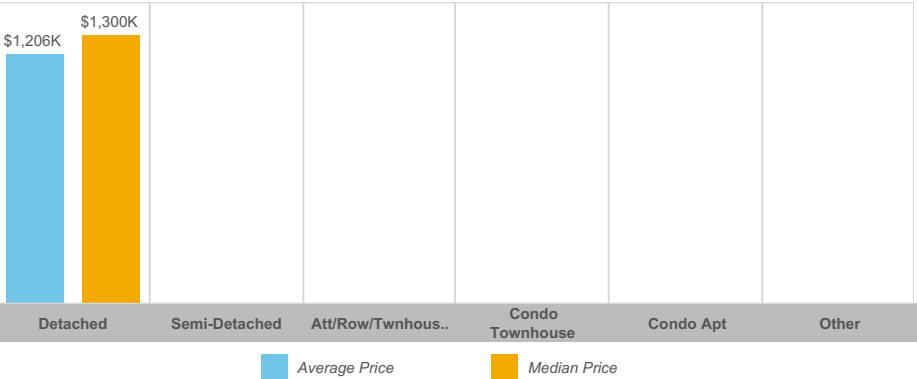 $1,300K
$1,206K
Detached
Semi-Detached
Att/Row/Twnhous..
Condo
Townhouse
Condo Apt
Other
Average Price
Median Price